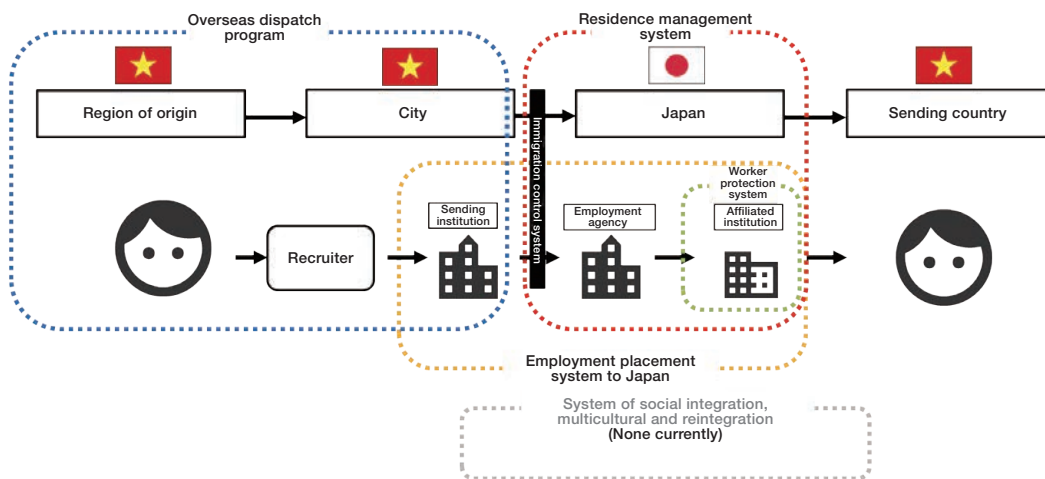 Overseas dispatch
program
Residence management
system
Region of origin
City
Japan
Sending country
Immigration control system
Worker
protection
system
Sending
institution
Employment
agency
Affiliated
institution
Recruiter
Employment placement
system to Japan
System of social integration,
multicultural and reintegration
(None currently)